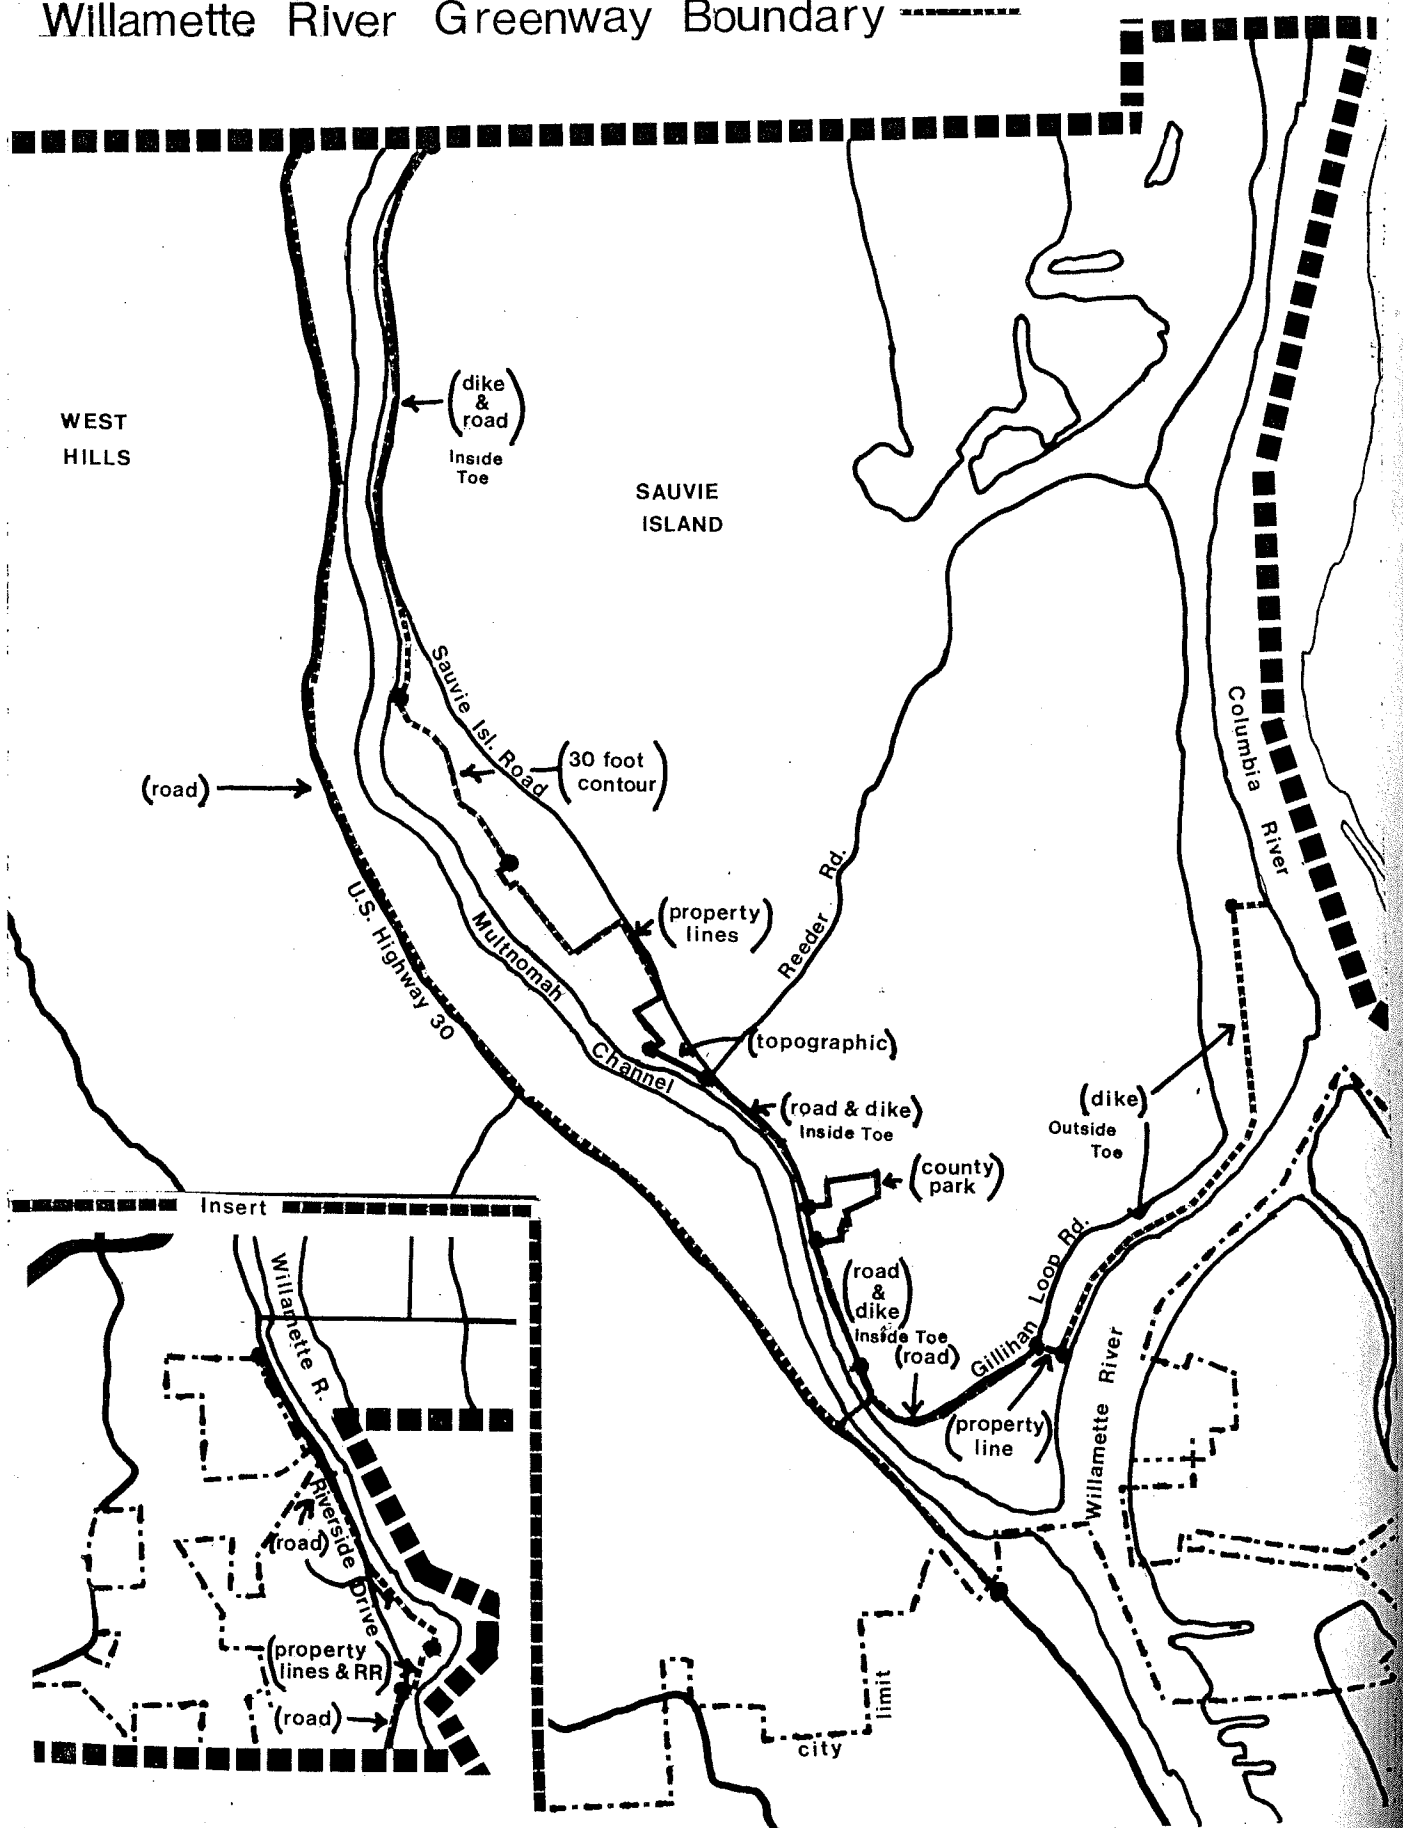 Willamette River Greenway Boundary
WEST
HILLS
(dike
&
road)
Inside
Toe
SAUVIE
ISLAND
Sauvie Isl. Road
Columbia River
(road)
(30 foot
contour)
U.S. Highway 30
Multnomah
Channel
(property
lines)
Reeder Rd.
(topographic)
(road & dike)
Inside Toe
(dike)
Outside
Toe
(county
park)
Insert
(road
&
dike)
Inside Toe
(road)
Gillihan Loop Rd.
(property
line)
Willamette River
Willamette R.
Riverside Drive
(road)
(property
lines & RR)
(road)
city
limit